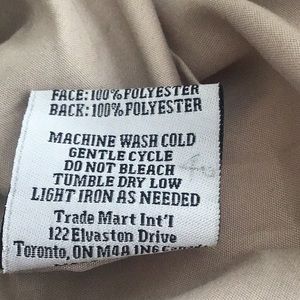 FACE: 100% POLYESTER
BACK: 100% POLYESTER
MACHINE WASH COLD
GENTLE CYCLE
DO NOT BLEACH
TUMBLE DRY LOW
LIGHT IRON AS NEEDED
Trade Mart Int'l
122 Elvaston Drive
Toronto, ON M4A 1N6